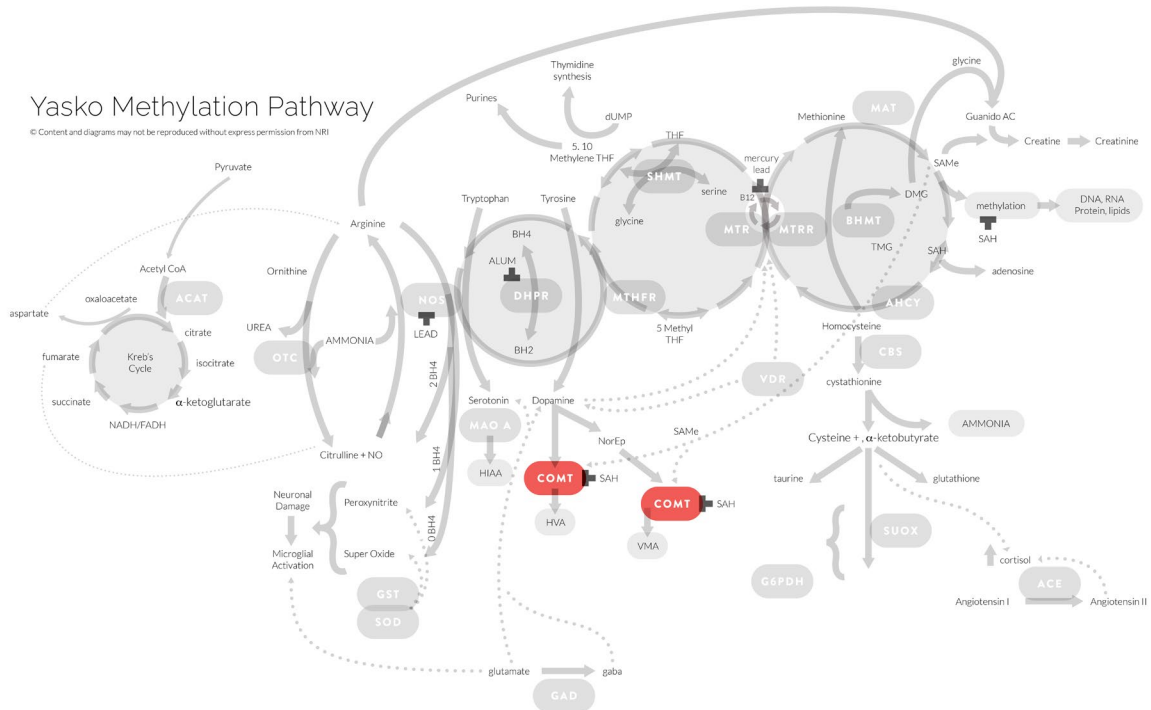 Yasko Methylation Pathway
© Content and diagrams may not be reproduced without express permission from NRI
Thymidine
synthesis
Purines
dUMP
5, 10
Methylene THF
THF
SHMT
serine
glycine
mercury
lead
B12
MTR
MTRR
Methionine
MAT
glycine
Guanido AC
Creatine
Creatinine
SAMe
DMG
BHMT
methylation
DNA, RNA
Protein, lipids
SAH
TMG
SAH
adenosine
AHCY
Homocysteine
CBS
cystathionine
AMMONIA
Cysteine + , α-ketobutyrate
taurine
glutathione
SUOX
G6PDH
cortisol
ACE
Angiotensin I
Angiotensin II
Pyruvate
Acetyl CoA
ACAT
oxaloacetate
aspartate
citrate
fumarate
Kreb's
Cycle
isocitrate
succinate
α-ketoglutarate
NADH/FADH
Arginine
Ornithine
UREA
AMMONIA
OTC
Citrulline + NO
NOS
LEAD
2 BH4
1 BH4
0 BH4
Tryptophan
Tyrosine
BH4
ALUM
DHPR
BH2
MTHFR
5 Methyl
THF
VDR
Serotonin
Dopamine
MAO A
HIAA
NorEp
SAMe
COMT
SAH
HVA
COMT
SAH
VMA
Neuronal
Damage
Peroxynitrite
Microglial
Activation
Super Oxide
GST
SOD
glutamate
gaba
GAD